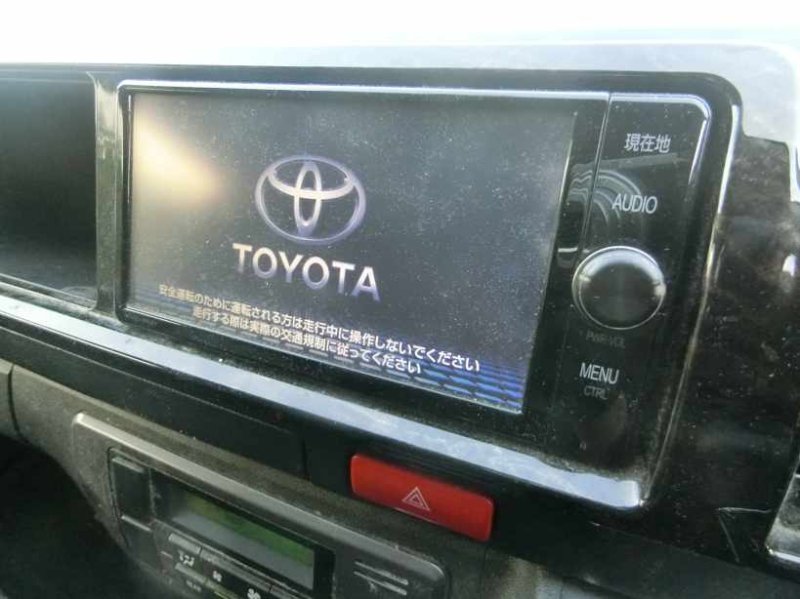 現在地
AUDIO
TOYOTA
安全運転のために運転される方は走行中に操作しないでください
走行する際は実際の交通規制に従ってください
PWR·VOL
MENU
CTRL